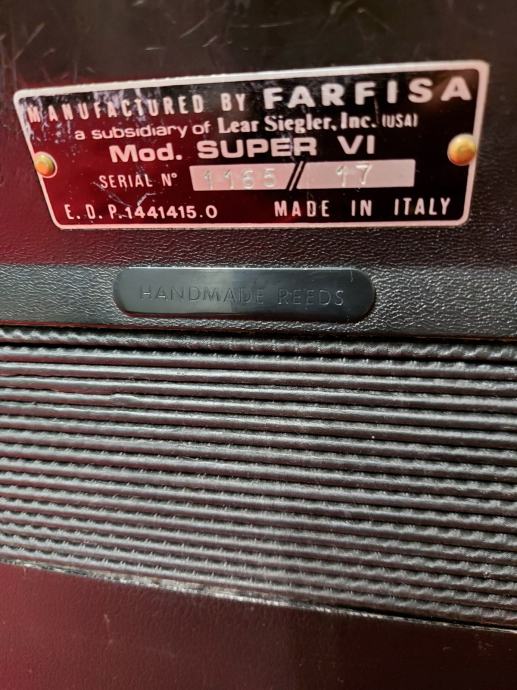 MANUFACTURED BY FARFISA
a subsidiary of Lear Siegler, Inc. (USA)
Mod. SUPER VI
SERIAL N° 1165 / 17
E.D.P. 1441415.0 MADE IN ITALY
HANDMADE REEDS